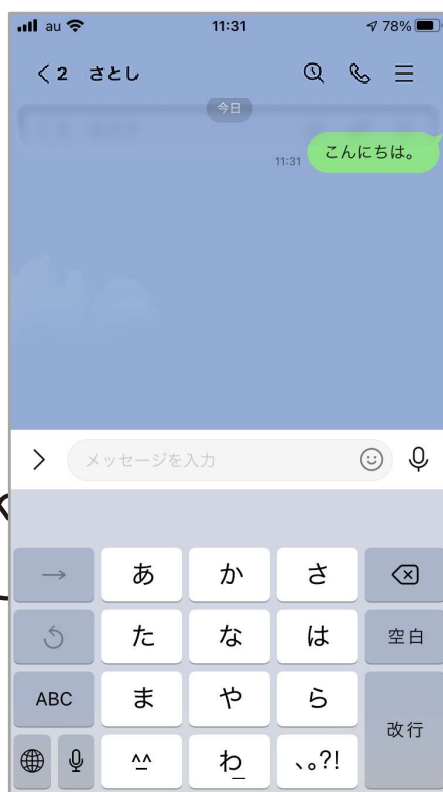 au 11:31 78%
2 さとし
今日
11:31 こんにちは。
メッセージを入力
→ あ か さ
た な は 空白
ABC ま や ら
改行
^^ わ_ 、。?!